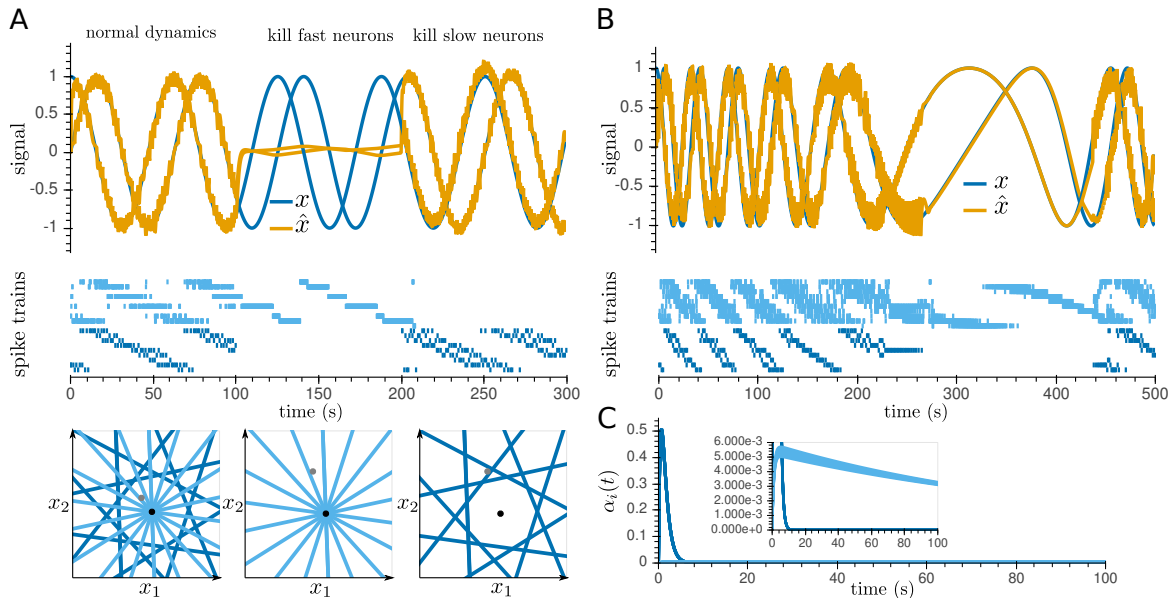 A
normal dynamics
kill fast neurons
kill slow neurons
signal
1
0.5
0
-0.5
-1
x
x̂
spike trains
0
50
100
150
200
250
300
time (s)
x₂
x₁
x₂
x₁
x₂
x₁
B
signal
1
0.5
0
-0.5
-1
x
x̂
spike trains
0
100
200
300
400
500
time (s)
C
αᵢ(t)
0.5
0.4
0.3
0.2
0.1
0
0
20
40
60
80
100
time (s)
6.000e-3
5.000e-3
4.000e-3
3.000e-3
2.000e-3
1.000e-3
0.000e+0
0
20
40
60
80
100